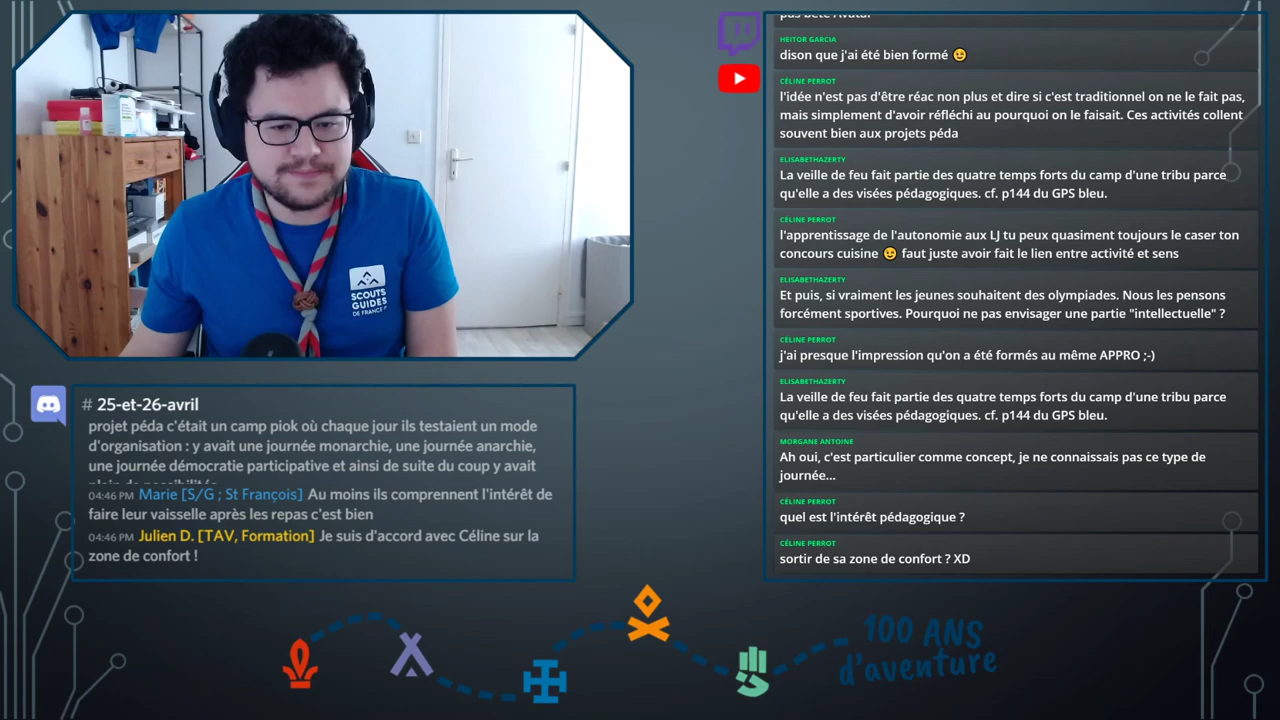 SCOUTS
GUIDES
DE FRANCE
# 25-et-26-avril
projet péda c'était un camp piok où chaque jour ils testaient un mode
d'organisation : y avait une journée monarchie, une journée anarchie,
une journée démocratie participative et ainsi de suite du coup y avait
plein de possibilités
04:46 PM Marie [S/G ; St François] Au moins ils comprennent l'intérêt de
faire leur vaisselle après les repas c'est bien
04:46 PM Julien D. [TAV, Formation] Je suis d'accord avec Céline sur la
zone de confort !
pas bête Avatar
HEITOR GARCIA
dison que j'ai été bien formé 😉
CÉLINE PERROT
l'idée n'est pas d'être réac non plus et dire si c'est traditionnel on ne le fait pas,
mais simplement d'avoir réfléchi au pourquoi on le faisait. Ces activités collent
souvent bien aux projets péda
ELISABETHAZERTY
La veille de feu fait partie des quatre temps forts du camp d'une tribu parce
qu'elle a des visées pédagogiques. cf. p144 du GPS bleu.
CÉLINE PERROT
l'apprentissage de l'autonomie aux LJ tu peux quasiment toujours le caser ton
concours cuisine 😉 faut juste avoir fait le lien entre activité et sens
ELISABETHAZERTY
Et puis, si vraiment les jeunes souhaitent des olympiades. Nous les pensons
forcément sportives. Pourquoi ne pas envisager une partie "intellectuelle" ?
CÉLINE PERROT
j'ai presque l'impression qu'on a été formés au même APPRO ;-)
ELISABETHAZERTY
La veille de feu fait partie des quatre temps forts du camp d'une tribu parce
qu'elle a des visées pédagogiques. cf. p144 du GPS bleu.
MORGANE ANTOINE
Ah oui, c'est particulier comme concept, je ne connaissais pas ce type de
journée...
CÉLINE PERROT
quel est l'intérêt pédagogique ?
CÉLINE PERROT
sortir de sa zone de confort ? XD
100 ANS
d'aventure